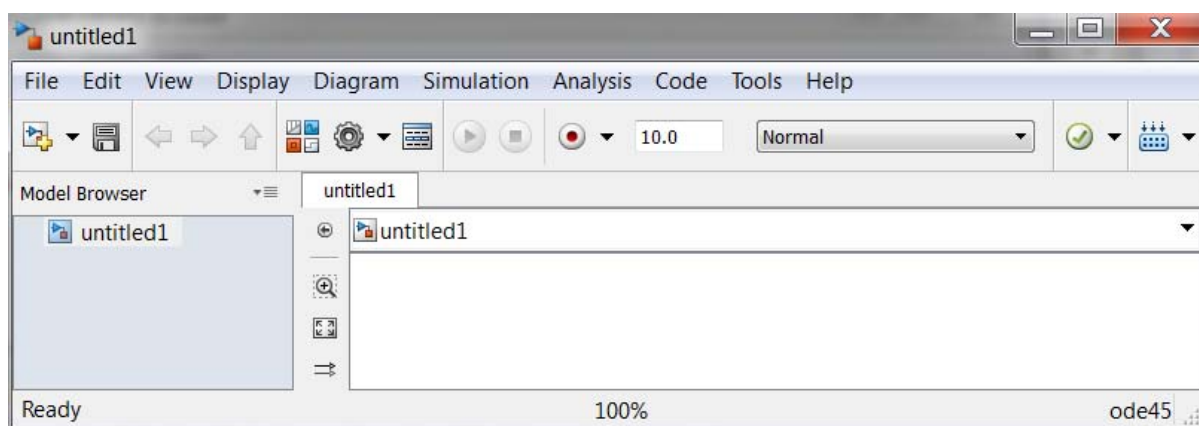 untitled1
File Edit View Display Diagram Simulation Analysis Code Tools Help
10.0 Normal
Model Browser untitled1
untitled1 untitled1
Ready 100% ode45